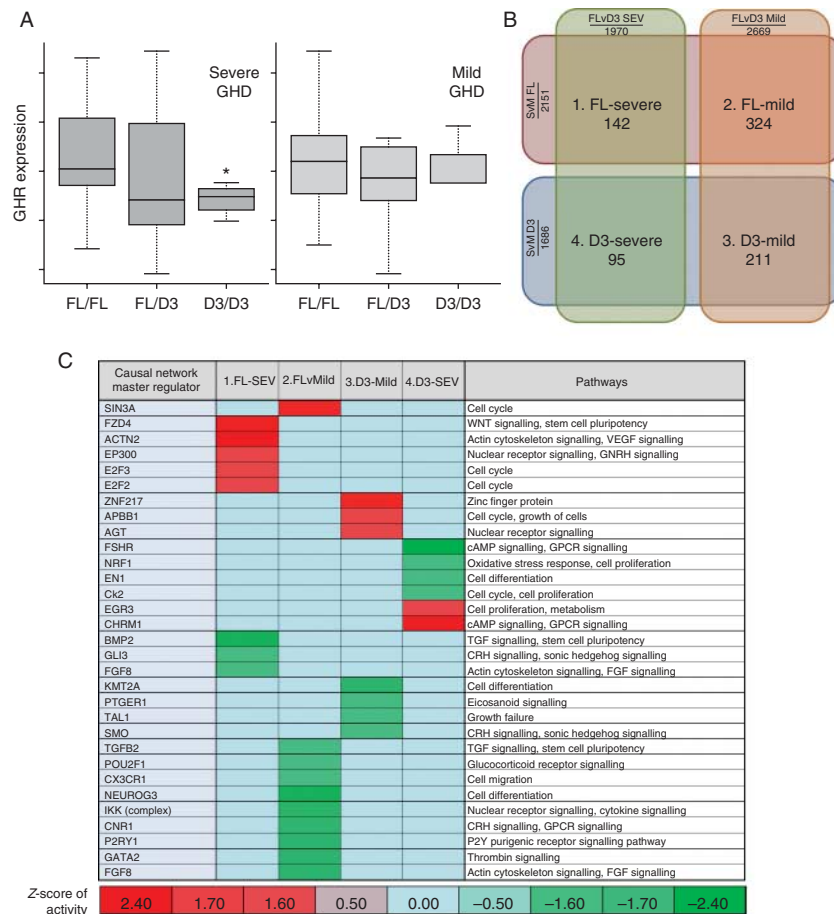 A
GHR expression
Severe
GHD
Mild
GHD
*
FL/FL FL/D3 D3/D3
FL/FL FL/D3 D3/D3
B
FLvD3 SEV
1970
FLvD3 Mild
2669
SvM FL
2151
1. FL-severe
142
2. FL-mild
324
SvM D3
1686
4. D3-severe
95
3. D3-mild
211
C
Causal network master regulator 1.FL-SEV 2.FLvMild 3.D3-Mild 4.D3-SEV Pathways
SIN3A Cell cycle
FZD4 WNT signalling, stem cell pluripotency
ACTN2 Actin cytoskeleton signalling, VEGF signalling
EP300 Nuclear receptor signalling, GNRH signalling
E2F3 Cell cycle
E2F2 Cell cycle
ZNF217 Zinc finger protein
APBB1 Cell cycle, growth of cells
AGT Nuclear receptor signalling
FSHR cAMP signalling, GPCR signalling
NRF1 Oxidative stress response, cell proliferation
EN1 Cell differentiation
Ck2 Cell cycle, cell proliferation
EGR3 Cell proliferation, metabolism
CHRM1 cAMP signalling, GPCR signalling
BMP2 TGF signalling, stem cell pluripotency
GLI3 CRH signalling, sonic hedgehog signalling
FGF8 Actin cytoskeleton signalling, FGF signalling
KMT2A Cell differentiation
PTGER1 Eicosanoid signalling
TAL1 Growth failure
SMO CRH signalling, sonic hedgehog signalling
TGFB2 TGF signalling, stem cell pluripotency
POU2F1 Glucocorticoid receptor signalling
CX3CR1 Cell migration
NEUROG3 Cell differentiation
IKK (complex) Nuclear receptor signalling, cytokine signalling
CNR1 CRH signalling, GPCR signalling
P2RY1 P2Y purigenic receptor signalling pathway
GATA2 Thrombin signalling
FGF8 Actin cytoskeleton signalling, FGF signalling
Z-score of activity 2.40 1.70 1.60 0.50 0.00 −0.50 −1.60 −1.70 −2.40